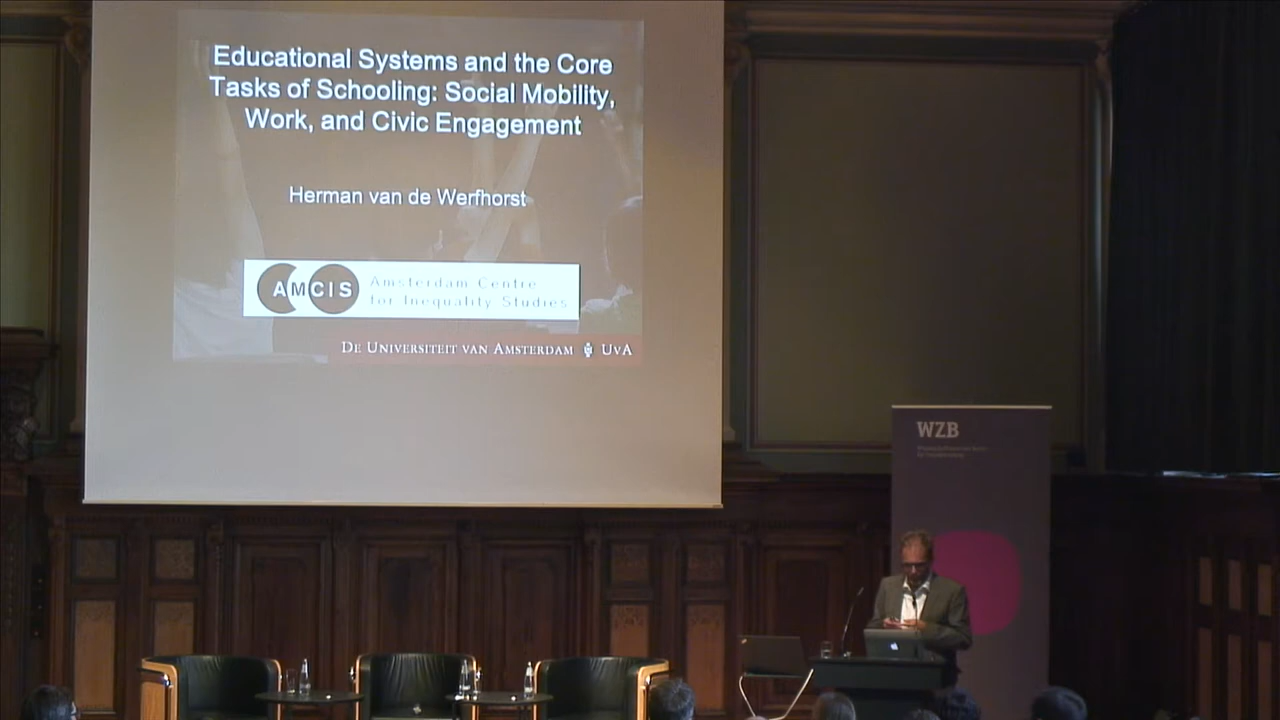 Educational Systems and the Core
Tasks of Schooling: Social Mobility,
Work, and Civic Engagement
Herman van de Werfhorst
AMCIS
Amsterdam Centre
for Inequality Studies
DE UNIVERSITEIT VAN AMSTERDAM UvA
WZB